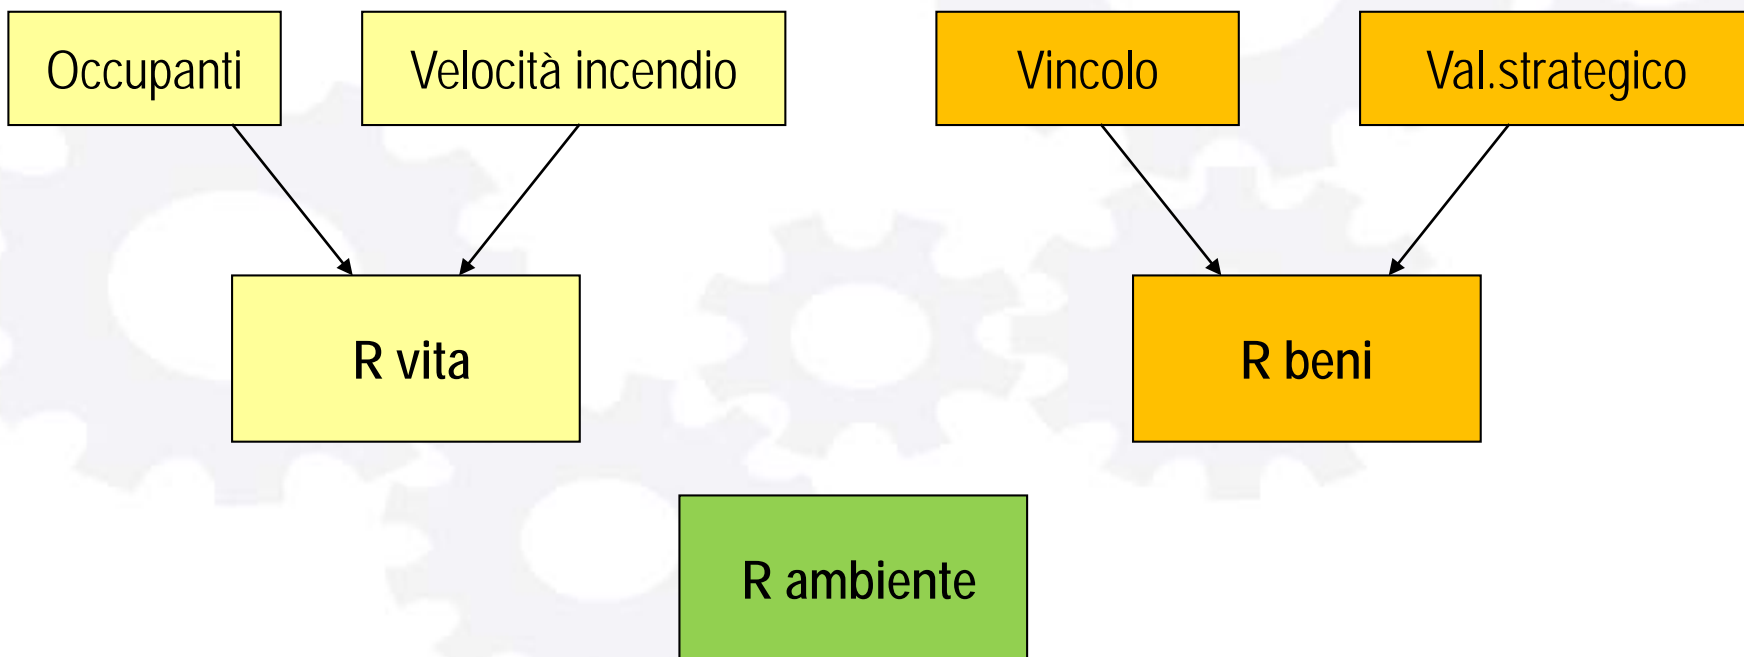 Occupanti
Velocità incendio
Vincolo
Val.strategico
R vita
R beni
R ambiente